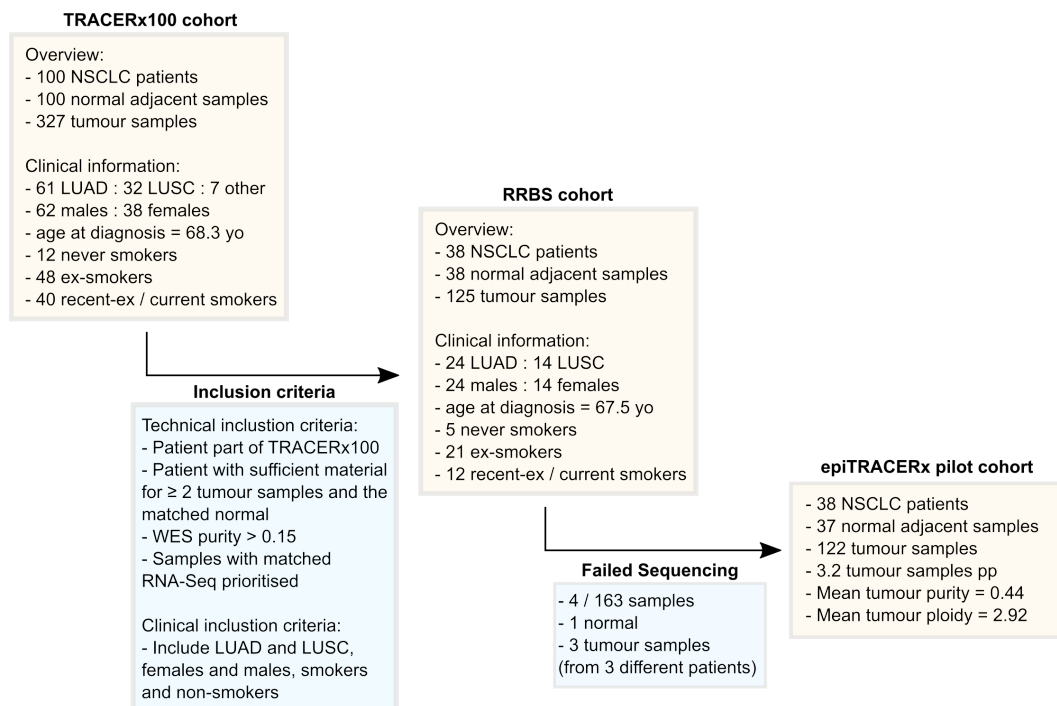 TRACERx100 cohort
Overview:
- 100 NSCLC patients
- 100 normal adjacent samples
- 327 tumour samples
Clinical information:
- 61 LUAD : 32 LUSC : 7 other
- 62 males : 38 females
- age at diagnosis = 68.3 yo
- 12 never smokers
- 48 ex-smokers
- 40 recent-ex / current smokers
Inclusion criteria
Technical inclustion criteria:
- Patient part of TRACERx100
- Patient with sufficient material
for ≥ 2 tumour samples and the
matched normal
- WES purity > 0.15
- Samples with matched
RNA-Seq prioritised
Clinical inclustion criteria:
- Include LUAD and LUSC,
females and males, smokers
and non-smokers
RRBS cohort
Overview:
- 38 NSCLC patients
- 38 normal adjacent samples
- 125 tumour samples
Clinical information:
- 24 LUAD : 14 LUSC
- 24 males : 14 females
- age at diagnosis = 67.5 yo
- 5 never smokers
- 21 ex-smokers
- 12 recent-ex / current smokers
Failed Sequencing
- 4 / 163 samples
- 1 normal
- 3 tumour samples
(from 3 different patients)
epiTRACERx pilot cohort
- 38 NSCLC patients
- 37 normal adjacent samples
- 122 tumour samples
- 3.2 tumour samples pp
- Mean tumour purity = 0.44
- Mean tumour ploidy = 2.92